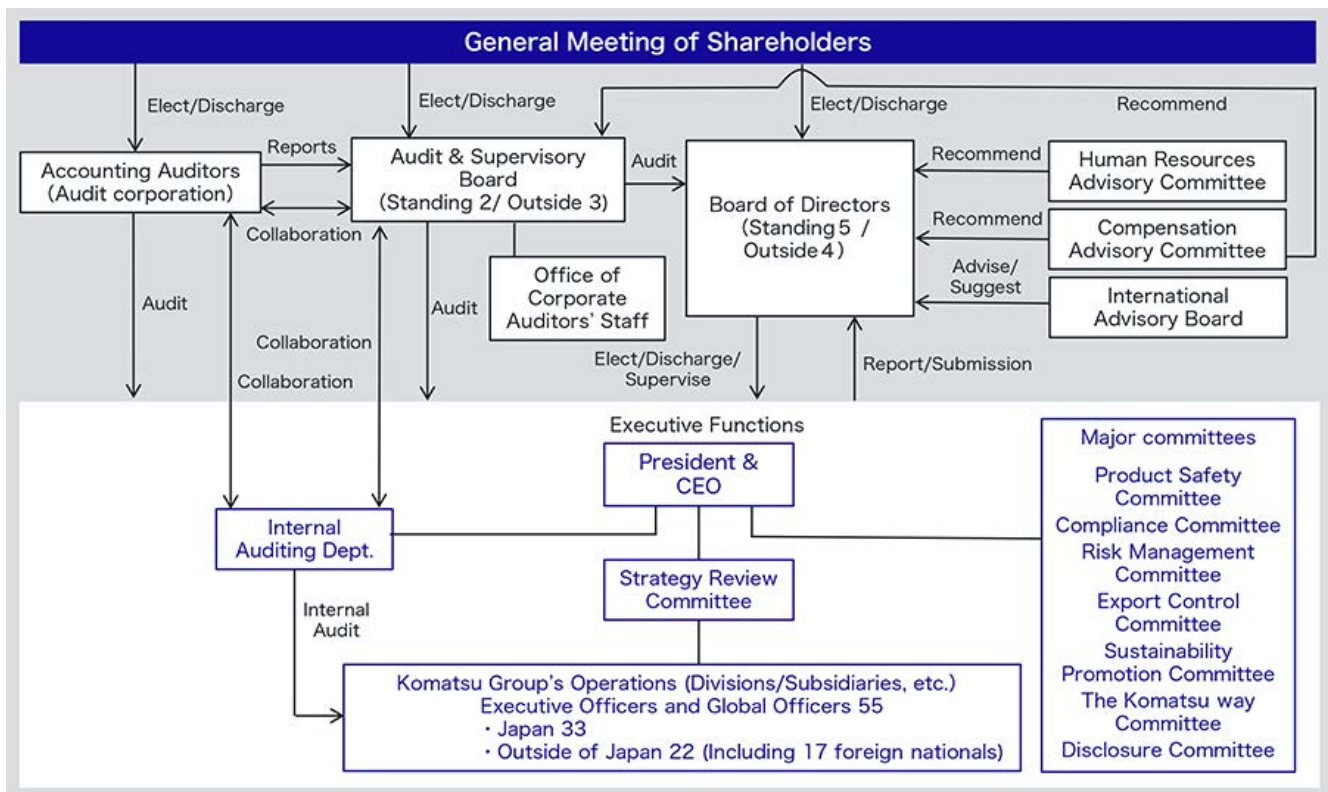 General Meeting of Shareholders
Elect/Discharge
Elect/Discharge
Elect/Discharge
Recommend
Reports
Accounting Auditors
(Audit corporation)
Audit & Supervisory
Board
(Standing 2/ Outside 3)
Audit
Board of Directors
(Standing 5 /
Outside 4)
Recommend
Human Resources
Advisory Committee
Recommend
Compensation
Advisory Committee
Advise/
Suggest
International
Advisory Board
Collaboration
Office of
Corporate
Auditors' Staff
Audit
Audit
Collaboration
Collaboration
Elect/Discharge/
Supervise
Report/Submission
Executive Functions
President &
CEO
Internal
Auditing Dept.
Strategy Review
Committee
Internal
Audit
Komatsu Group's Operations (Divisions/Subsidiaries, etc.)
Executive Officers and Global Officers 55
・Japan 33
・Outside of Japan 22 (Including 17 foreign nationals)
Major committees
Product Safety
Committee
Compliance Committee
Risk Management
Committee
Export Control
Committee
Sustainability
Promotion Committee
The Komatsu way
Committee
Disclosure Committee